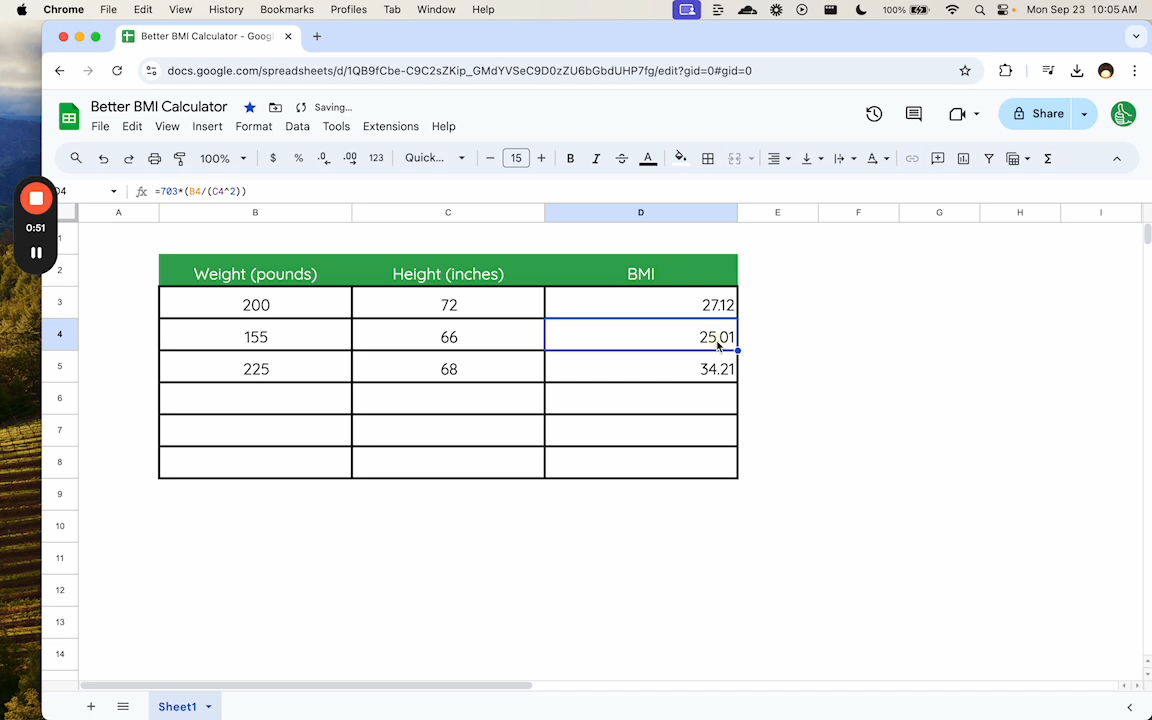 Chrome File Edit View History Bookmarks Profiles Tab Window Help 100% Mon Sep 23 10:05 AM
Better BMI Calculator - Goog
docs.google.com/spreadsheets/d/1QB9fCbe-C9C2sZKip_GMdYVSeC9D0zZU6bGbdUHP7fg/edit?gid=0#gid=0
Better BMI Calculator Saving...
File Edit View Insert Format Data Tools Extensions Help
Share
100% $ % .0 .00 123 Quick... 15 B I S A Σ
D4 fx =703*(B4/(C4^2))
0:51
A B C D E F G H I
1
2 Weight (pounds) Height (inches) BMI
3 200 72 27.12
4 155 66 25.01
5 225 68 34.21
6
7
8
9
10
11
12
13
14
Sheet1